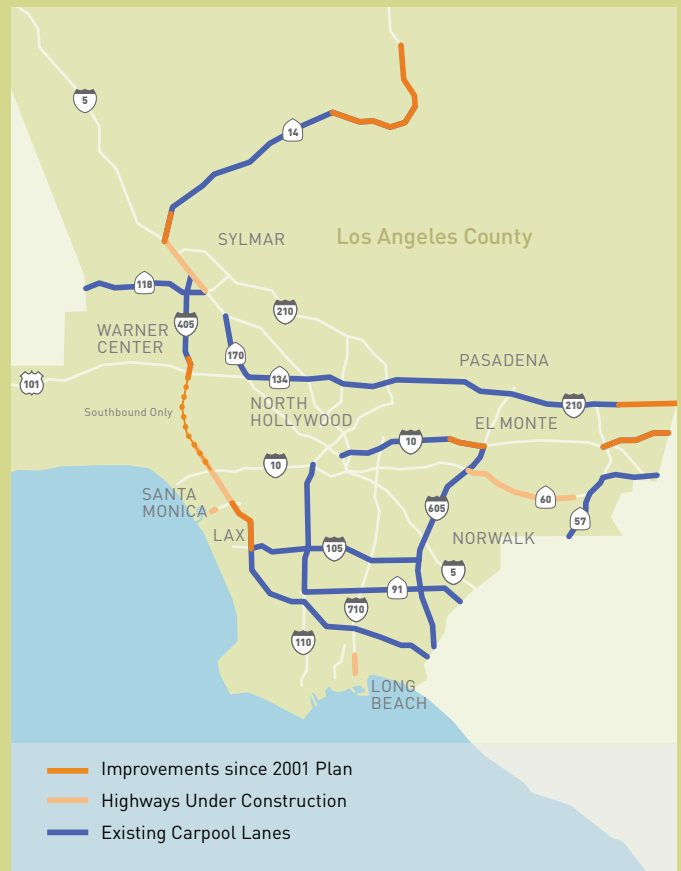 5
14
SYLMAR
Los Angeles County
118
210
405
WARNER
CENTER
170
PASADENA
134
101
210
NORTH
HOLLYWOOD
Southbound Only
EL MONTE
10
10
SANTA
MONICA
60
605
57
LAX
NORWALK
105
5
91
710
110
LONG
BEACH
Improvements since 2001 Plan
Highways Under Construction
Existing Carpool Lanes